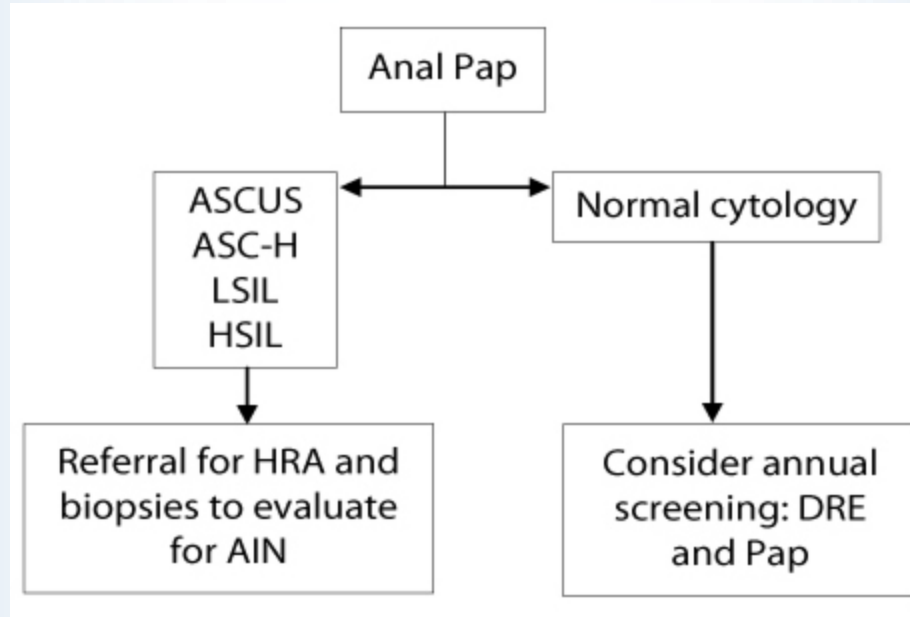 Anal Pap
ASCUS
ASC-H
LSIL
HSIL
Normal cytology
Referral for HRA and
biopsies to evaluate
for AIN
Consider annual
screening: DRE
and Pap